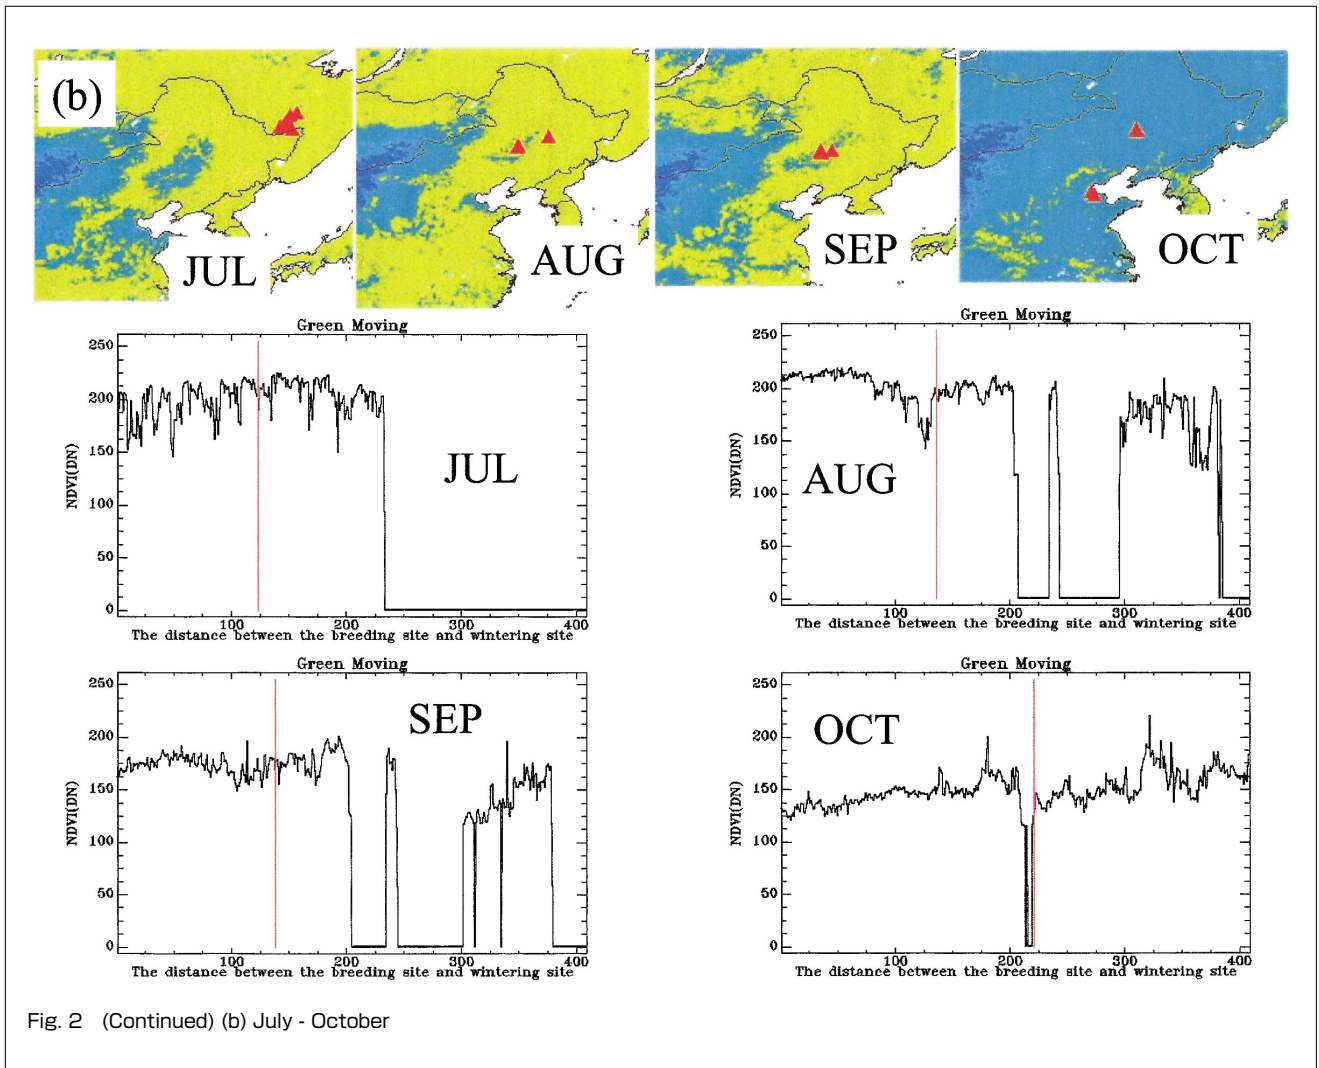 (b)
JUL
AUG
SEP
OCT
Green Moving
250
200
150
100
50
0
NDVI(DN)
JUL
100 200 300 400
The distance between the breeding site and wintering site
Green Moving
250
200
150
100
50
0
NDVI(DN)
AUG
100 200 300 400
The distance between the breeding site and wintering site
Green Moving
250
200
150
100
50
0
NDVI(DN)
SEP
100 200 300 400
The distance between the breeding site and wintering site
Green Moving
250
200
150
100
50
0
NDVI(DN)
OCT
100 200 300 400
The distance between the breeding site and wintering site
Fig. 2 (Continued) (b) July - October